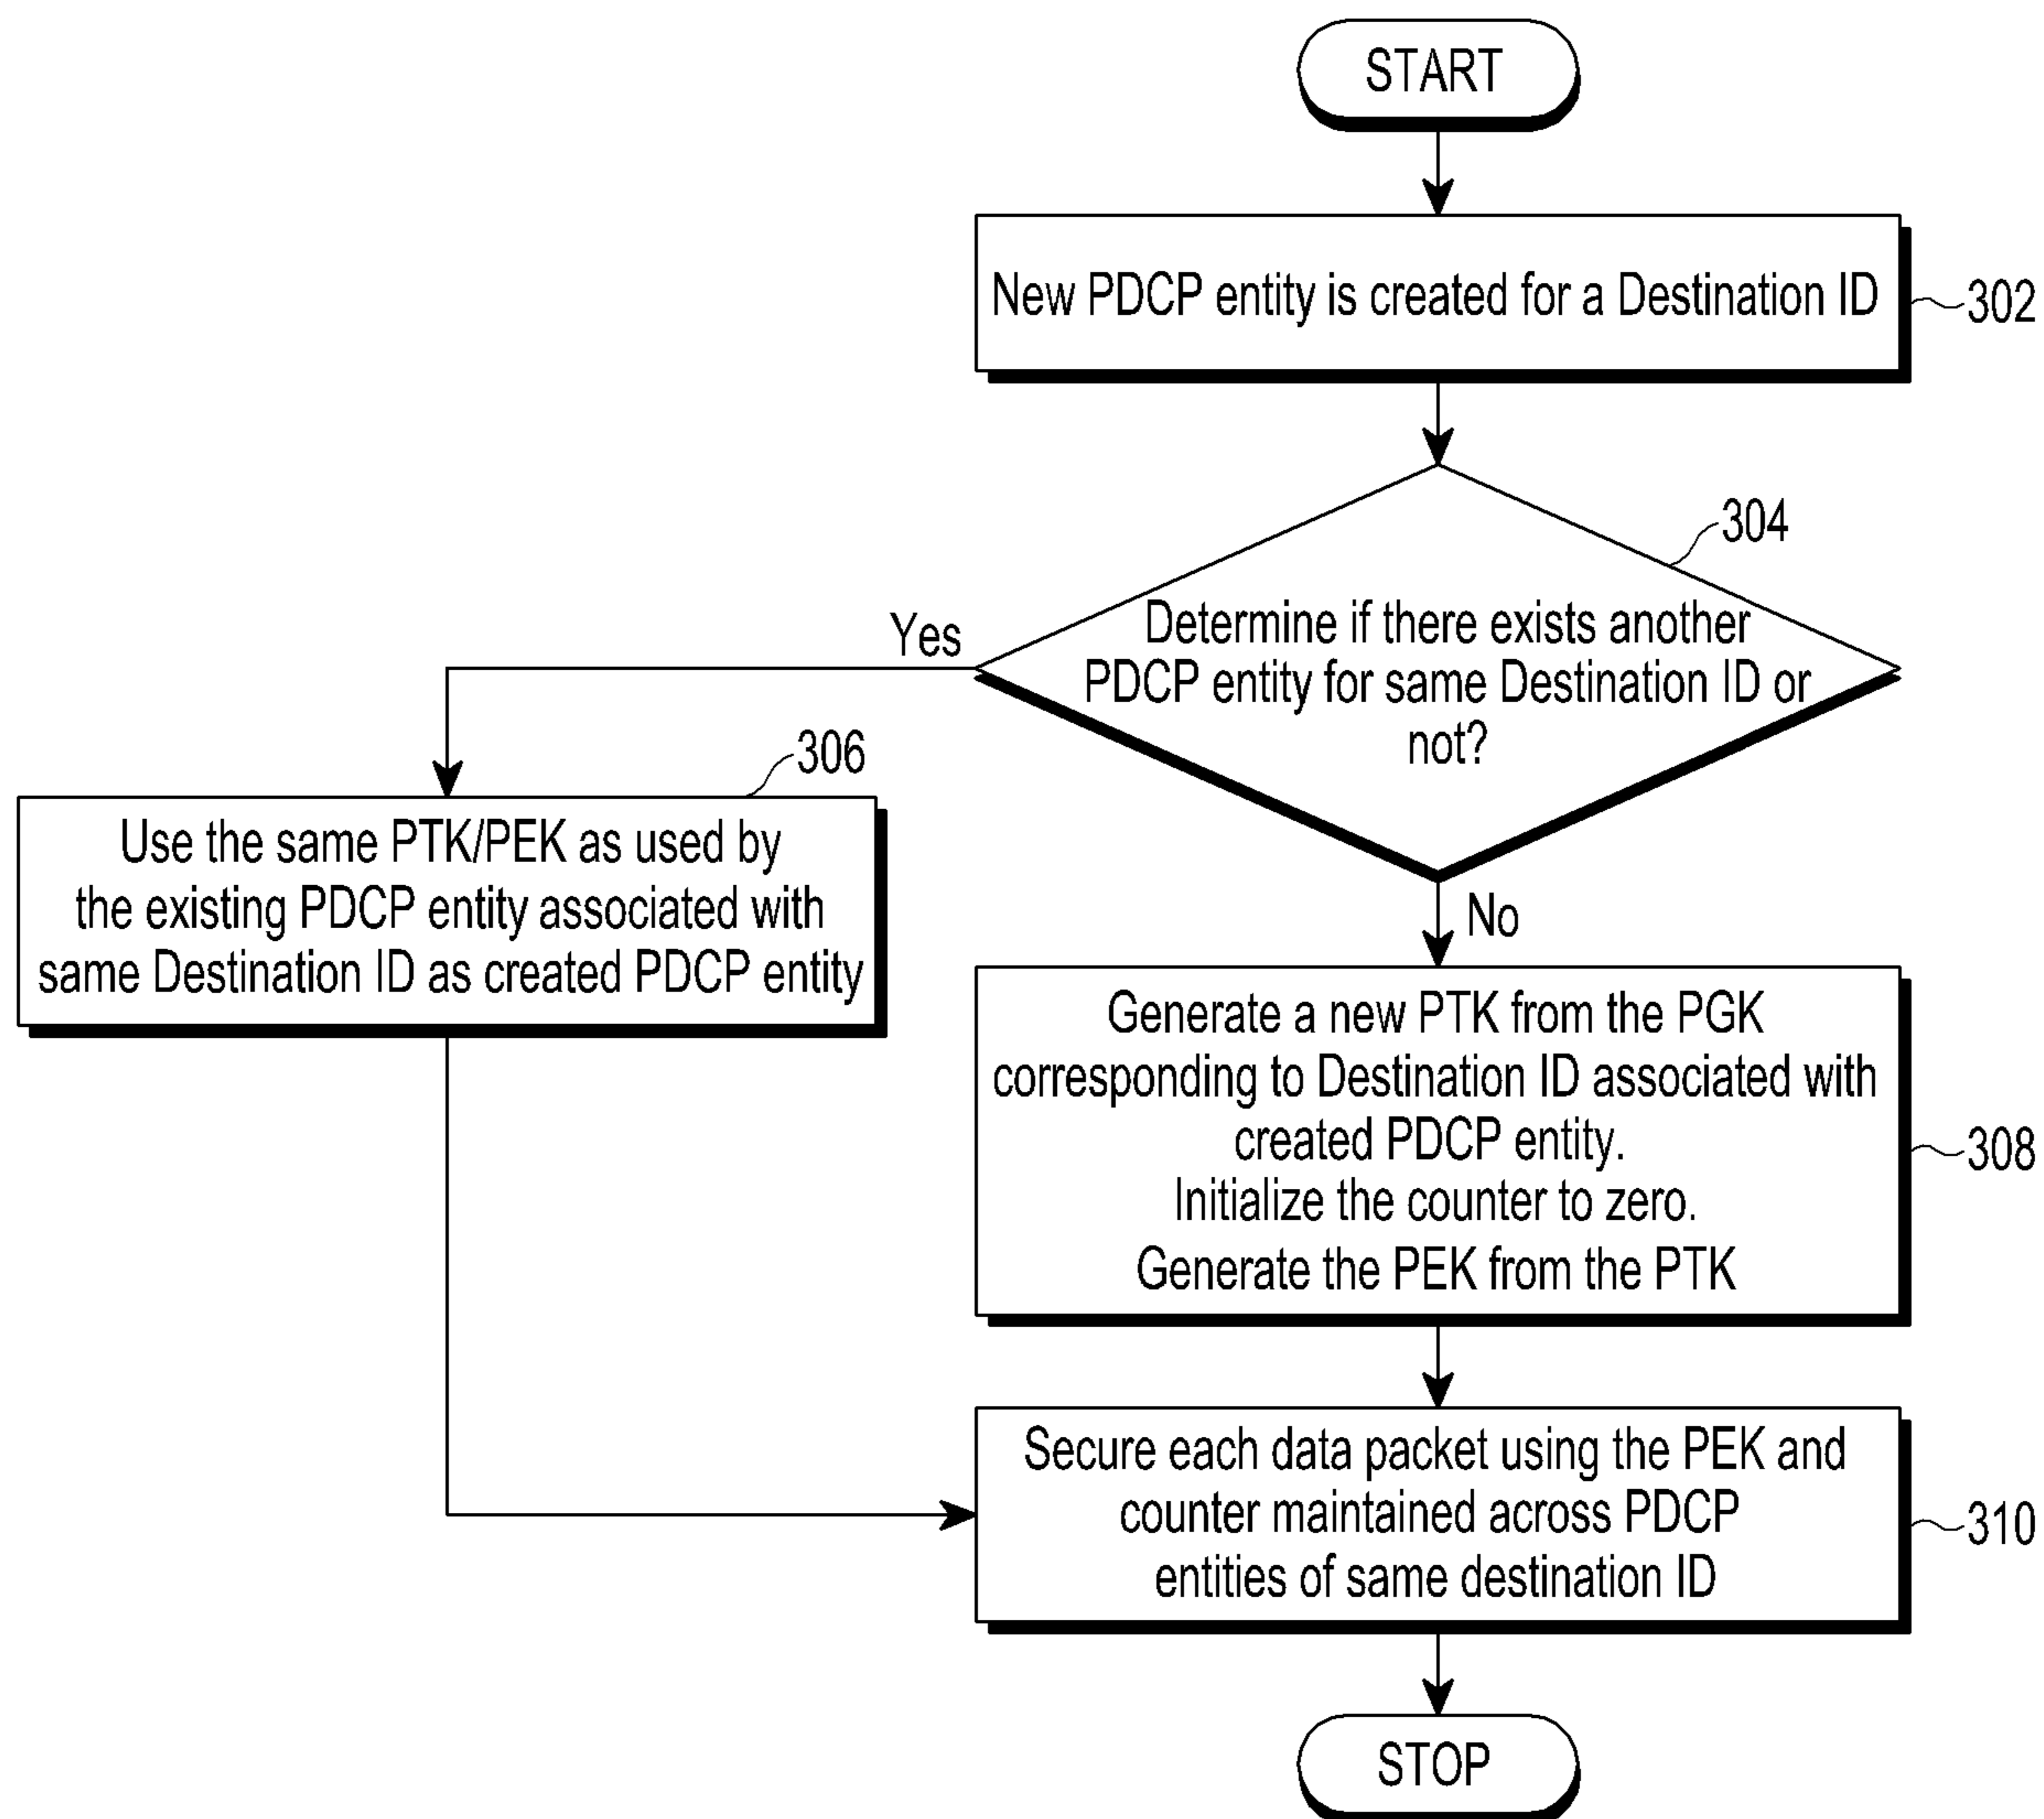 START
New PDCP entity is created for a Destination ID
302
304
Determine if there exists another
PDCP entity for same Destination ID or
not?
Yes
306
Use the same PTK/PEK as used by
the existing PDCP entity associated with
same Destination ID as created PDCP entity
No
Generate a new PTK from the PGK
corresponding to Destination ID associated with
created PDCP entity.
Initialize the counter to zero.
Generate the PEK from the PTK
308
Secure each data packet using the PEK and
counter maintained across PDCP
entities of same destination ID
310
STOP